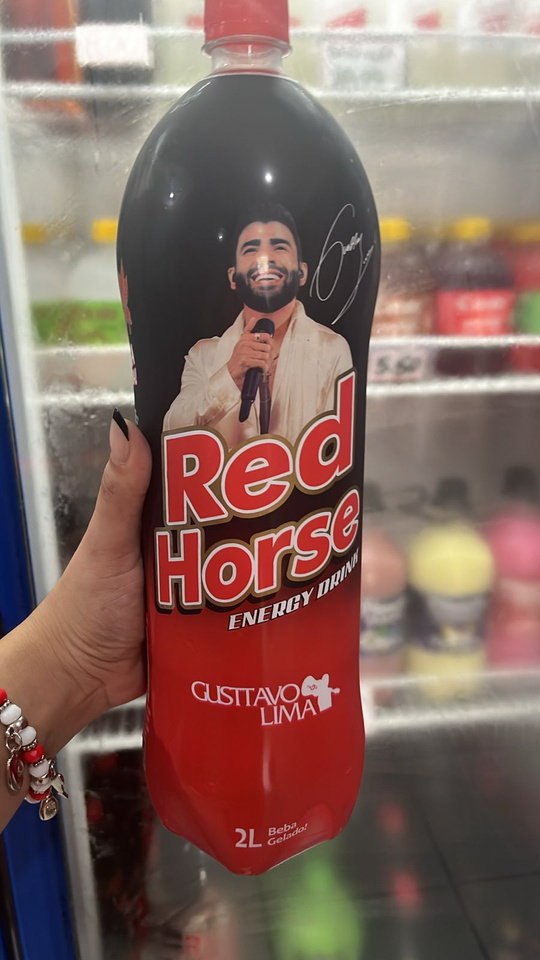 Red
Horse
ENERGY DRINK
GUSTTAVO
LIMA
2L Beba
Gelado!